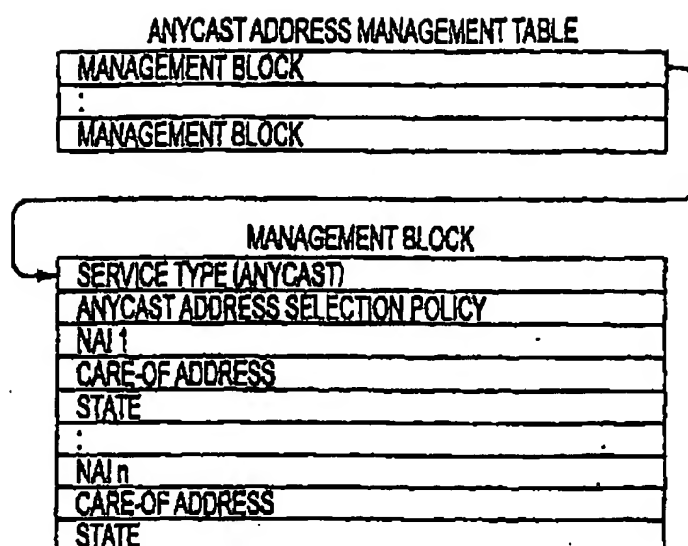 ANYCAST ADDRESS MANAGEMENT TABLE
MANAGEMENT BLOCK
:
MANAGEMENT BLOCK
MANAGEMENT BLOCK
SERVICE TYPE (ANYCAST)
ANYCAST ADDRESS SELECTION POLICY
NAI 1
CARE-OF ADDRESS
STATE
:
NAI n
CARE-OF ADDRESS
STATE